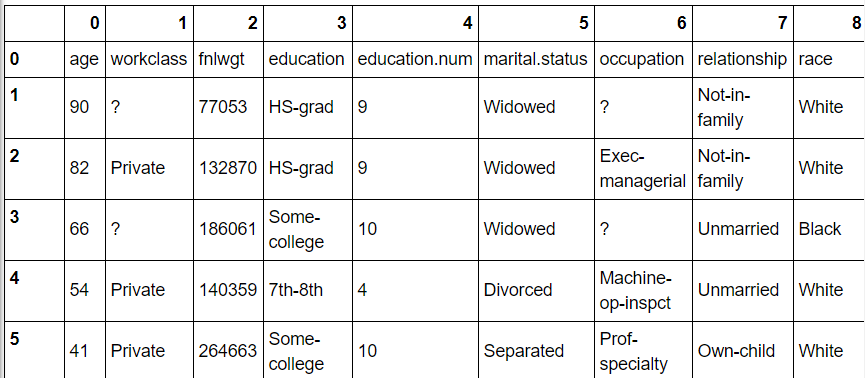 0 1 2 3 4 5 6 7 8
0 age workclass fnlwgt education education.num marital.status occupation relationship race
1 90 ? 77053 HS-grad 9 Widowed ? Not-in-family White
2 82 Private 132870 HS-grad 9 Widowed Exec-managerial Not-in-family White
3 66 ? 186061 Some-college 10 Widowed ? Unmarried Black
4 54 Private 140359 7th-8th 4 Divorced Machine-op-inspct Unmarried White
5 41 Private 264663 Some-college 10 Separated Prof-specialty Own-child White